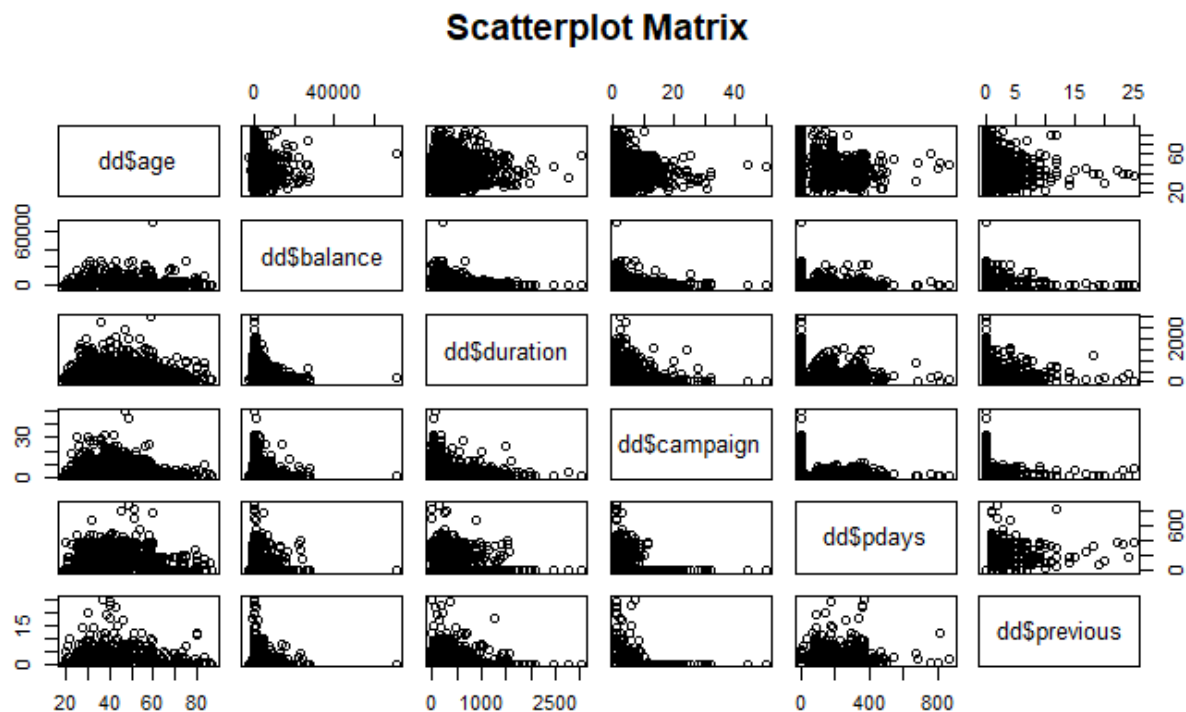 Scatterplot Matrix
0 40000 0 20 40 0 5 15 25
dd$age 20 60
0 60000 dd$balance
dd$duration 0 2000
0 30 dd$campaign
dd$pdays 0 600
0 15 dd$previous
20 40 60 80 0 1000 2500 0 400 800